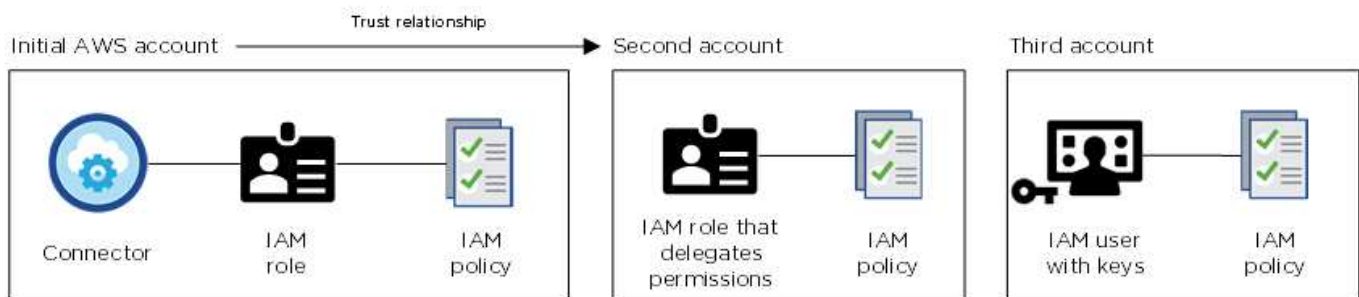 Trust relationship
Initial AWS account
Second account
Third account
Connector
IAM
role
IAM
policy
IAM role that
delegates
permissions
IAM
policy
IAM user
with keys
IAM
policy